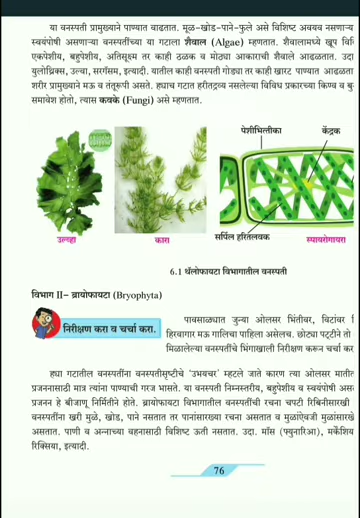 या वनस्पती प्रामुख्याने पाण्यात वाढतात. मूळ-खोड-पाने-फुले असे विशिष्ट अवयव नसणाऱ्या
स्वयंपोषी असणाऱ्या वनस्पतींच्या या गटाला शैवाल (Algae) म्हणतात. शैवालामध्ये खूप
एकपेशीय, बहुपेशीय, अतिसूक्ष्म तर काही ठळक व मोठ्या आकाराची शैवाले आढळतात. उदा
युलोथ्रिक्स, उल्वा, सरगॅसम, इत्यादी. यातील काही वनस्पती गोड्या तर काही खारट पाण्यात आढळतात
शरीर प्रामुख्याने मऊ व तंतूरूपी असते. ह्याच गटात हरीतद्रव्य नसलेल्या विविध प्रकारच्या किण्व व
समावेश होतो, त्यास कवके (Fungi) असे म्हणतात.
पेशीभित्तीका
केंद्रक
सर्पिल हरितलवक
उल्व्हा
कारा
स्पायरोगायरा
6.1 थॅलोफायटा विभागातील वनस्पती
विभाग II- ब्रायोफायटा (Bryophyta)
निरीक्षण करा व चर्चा करा.
पावसाळ्यात जुन्या ओलसर भिंतीवर, विटांवर
हिरवागार मऊ गालिचा पाहिला असेलच. छोट्या पट्टीने तो
मिळालेल्या वनस्पतींचे भिंगाखाली निरीक्षण करून चर्चा कर
ह्या गटातील वनस्पतींना वनस्पतीसृष्टीचे 'उभयचर' म्हटले जाते कारण त्या ओलसर मातीत
प्रजननासाठी मात्र त्यांना पाण्याची गरज भासते. या वनस्पती निम्नस्तरीय, बहुपेशीय व स्वयंपोषी
प्रजनन हे बीजाणू निर्मितीने होते. ब्रायोफायटा विभागातील वनस्पतींची रचना चपटी रिबिनीसारखी
वनस्पतींना खरी मुळे, खोड, पाने नसतात तर पानांसारख्या रचना असतात व मुळांऐवजी मुळांसारखे
असतात. पाणी व अन्नाच्या वहनासाठी विशिष्ट ऊती नसतात. उदा. मॉस (फ्युनारिआ), मर्केंशिय
रिक्सिया, इत्यादी.
76